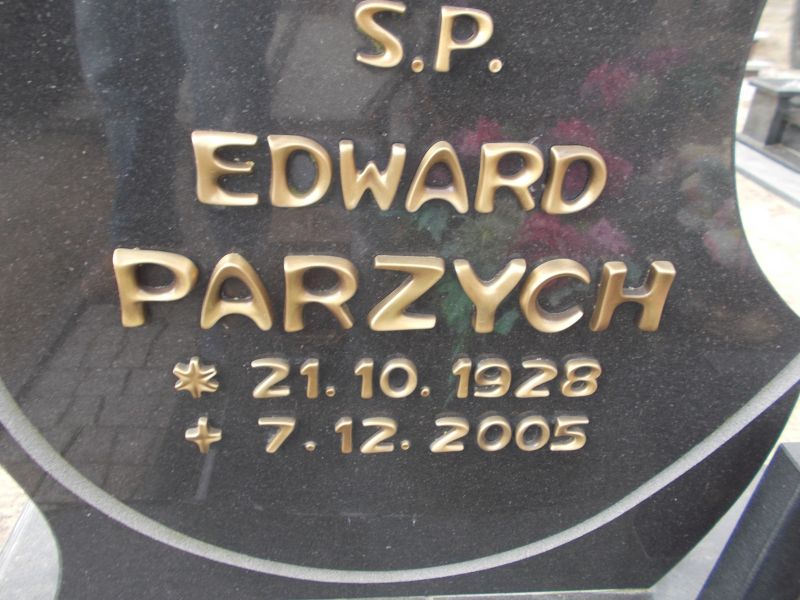 S.P.
EDWARD
PARZYCH
* 21.10.1928
+ 7.12.2005